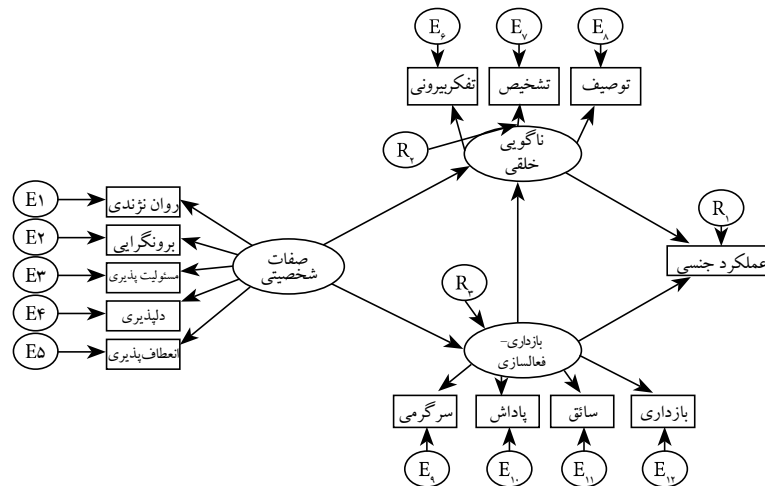 E۶
E۷
E۸
تفکربیرونی
تشخیص
توصیف
R۲
ناگویی
خلقی
E۱
روان نژندی
E۲
برونگرایی
E۳
مسئولیت پذیری
E۴
دلپذیری
E۵
انعطاف‌پذیری
صفات
شخصیتی
R۱
عملکرد جنسی
R۳
بازداری-
فعالسازی
سرگرمی
پاداش
سائق
بازداری
E۹
E۱۰
E۱۱
E۱۲